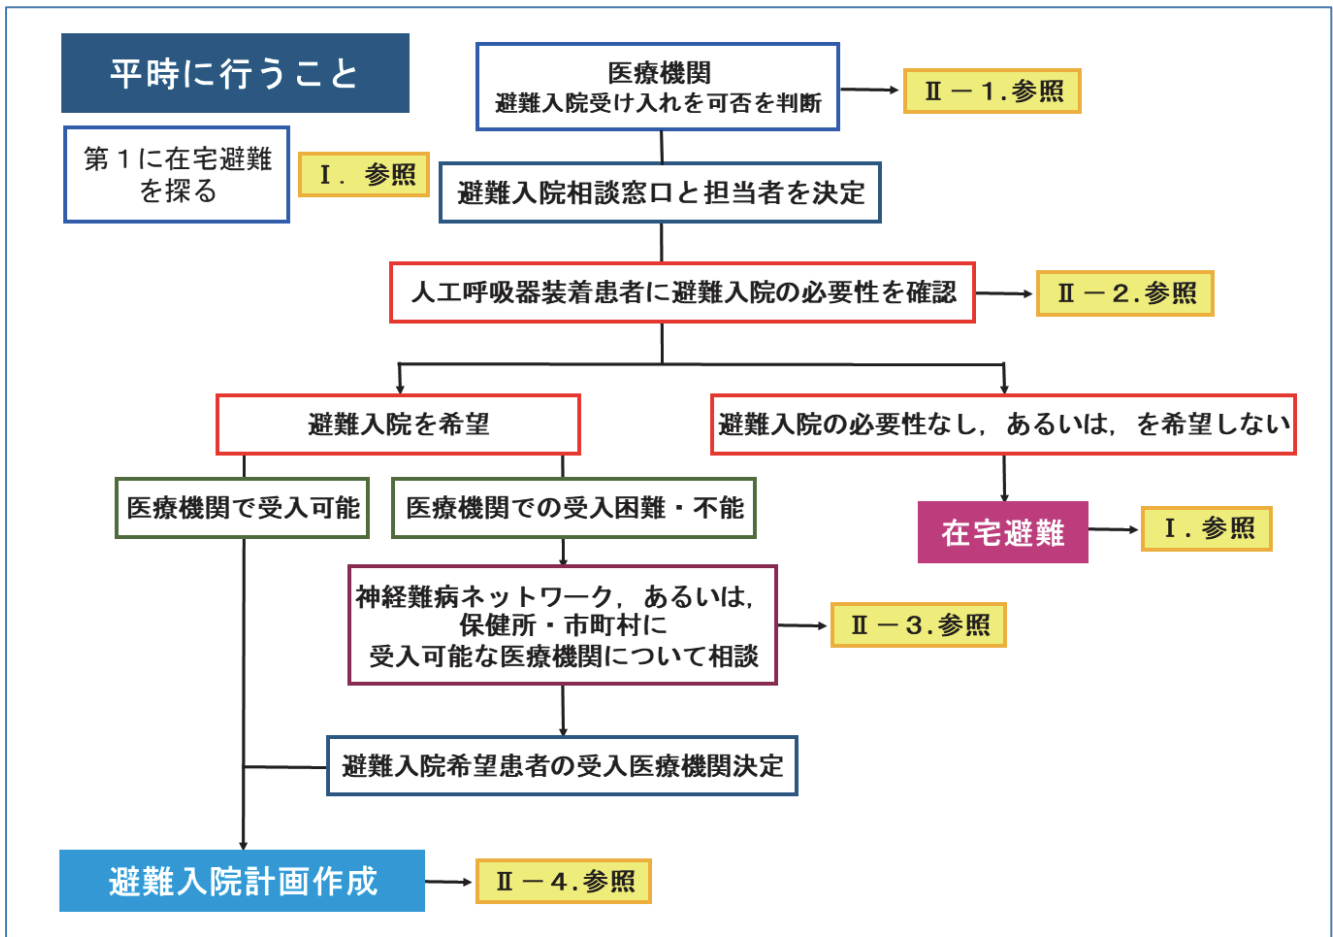 平時に行うこと
第１に在宅避難
を探る
Ⅰ．参照
医療機関
避難入院受け入れを可否を判断
Ⅱ－１.参照
避難入院相談窓口と担当者を決定
人工呼吸器装着患者に避難入院の必要性を確認
Ⅱ－２.参照
避難入院を希望
避難入院の必要性なし，あるいは，を希望しない
医療機関で受入可能
医療機関での受入困難・不能
在宅避難
Ⅰ．参照
神経難病ネットワーク，あるいは，
保健所・市町村に
受入可能な医療機関について相談
Ⅱ－３.参照
避難入院希望患者の受入医療機関決定
避難入院計画作成
Ⅱ－４.参照